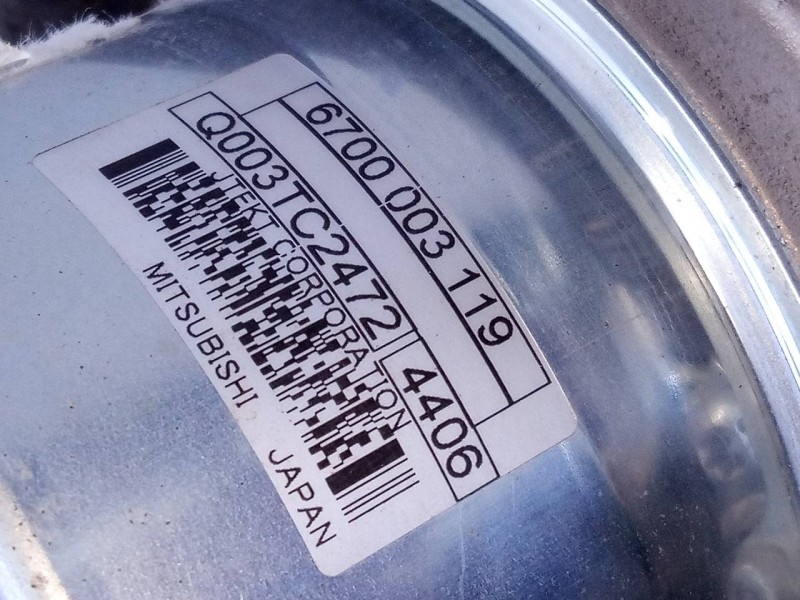 6700 003 119
Q003TC2472 4406
JTEKT CORPORATION
MITSUBISHI JAPAN